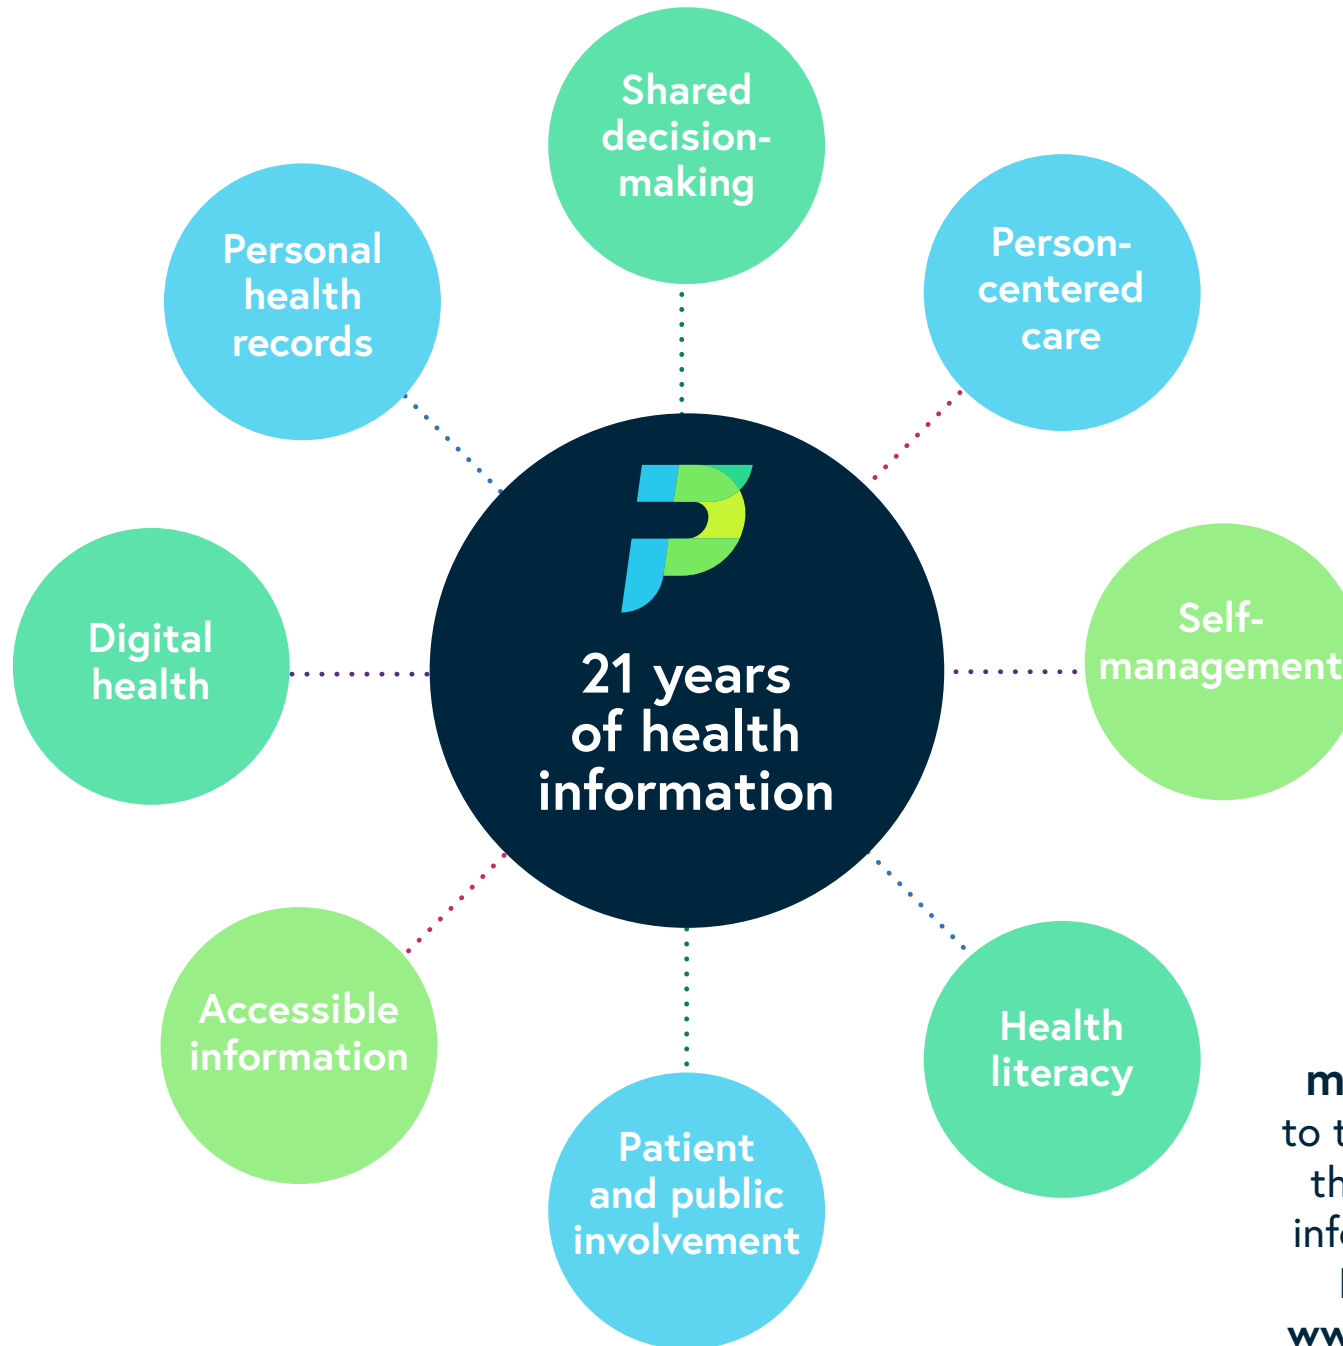 Shared
decision-
making
Person-
centered
care
Personal
health
records
Self-
management
Digital
health
21 years
of health
information
Accessible
information
Health
literacy
Patient
and public
involvement
to